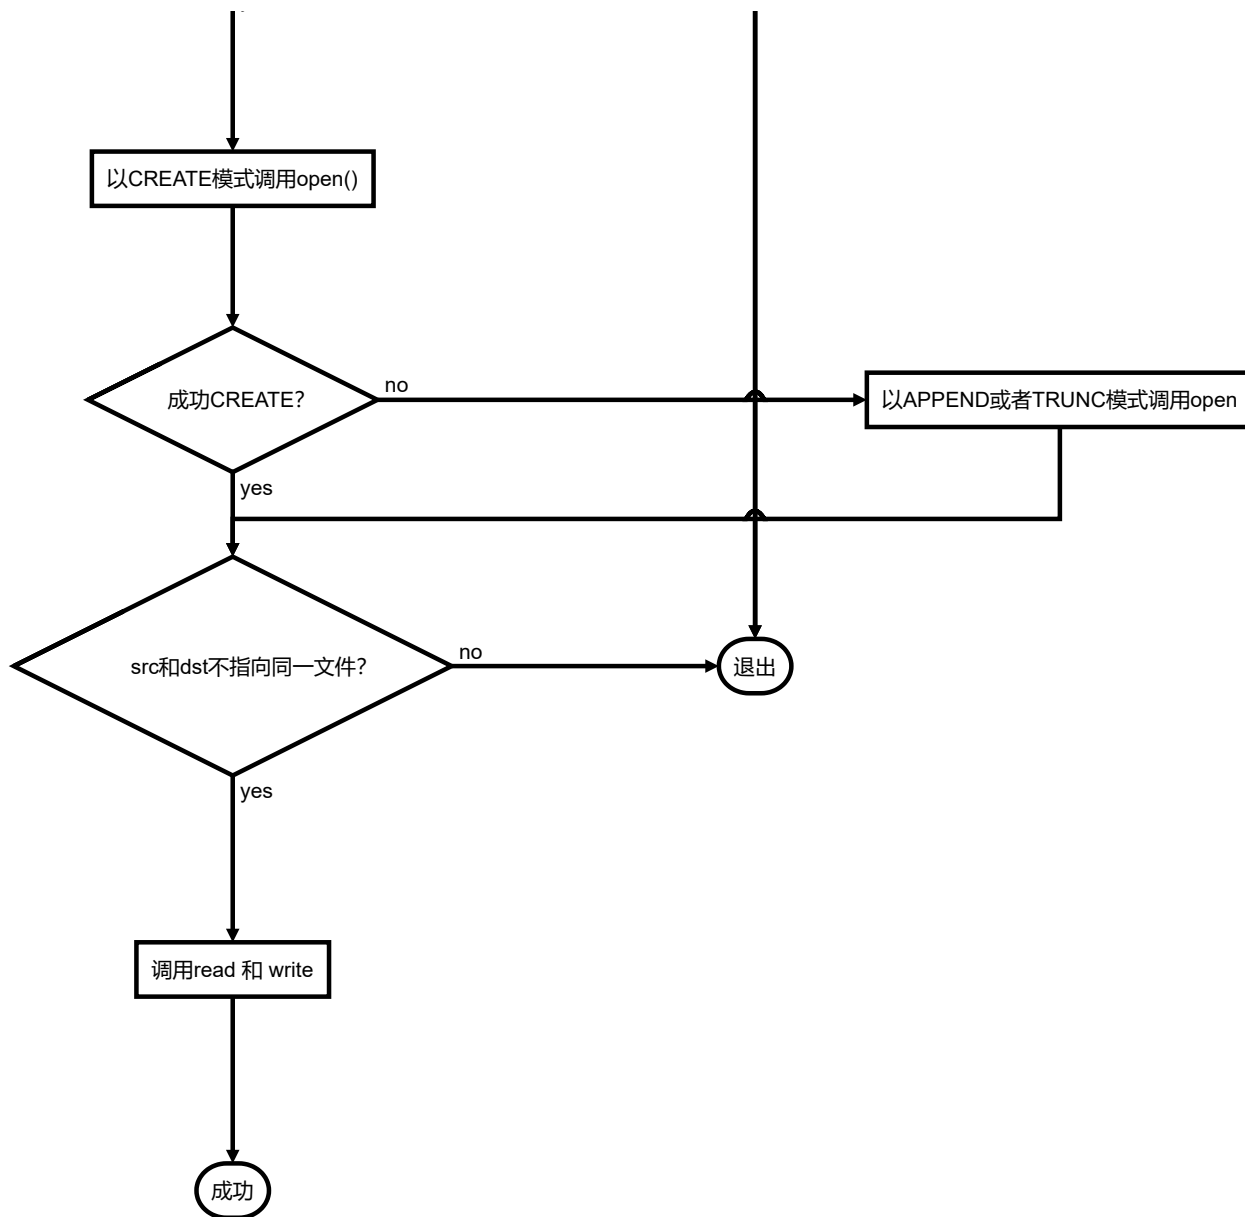 以CREATE模式调用open()
成功CREATE?
no
以APPEND或者TRUNC模式调用open
yes
src和dst不指向同一文件?
no
退出
yes
调用read 和 write
成功